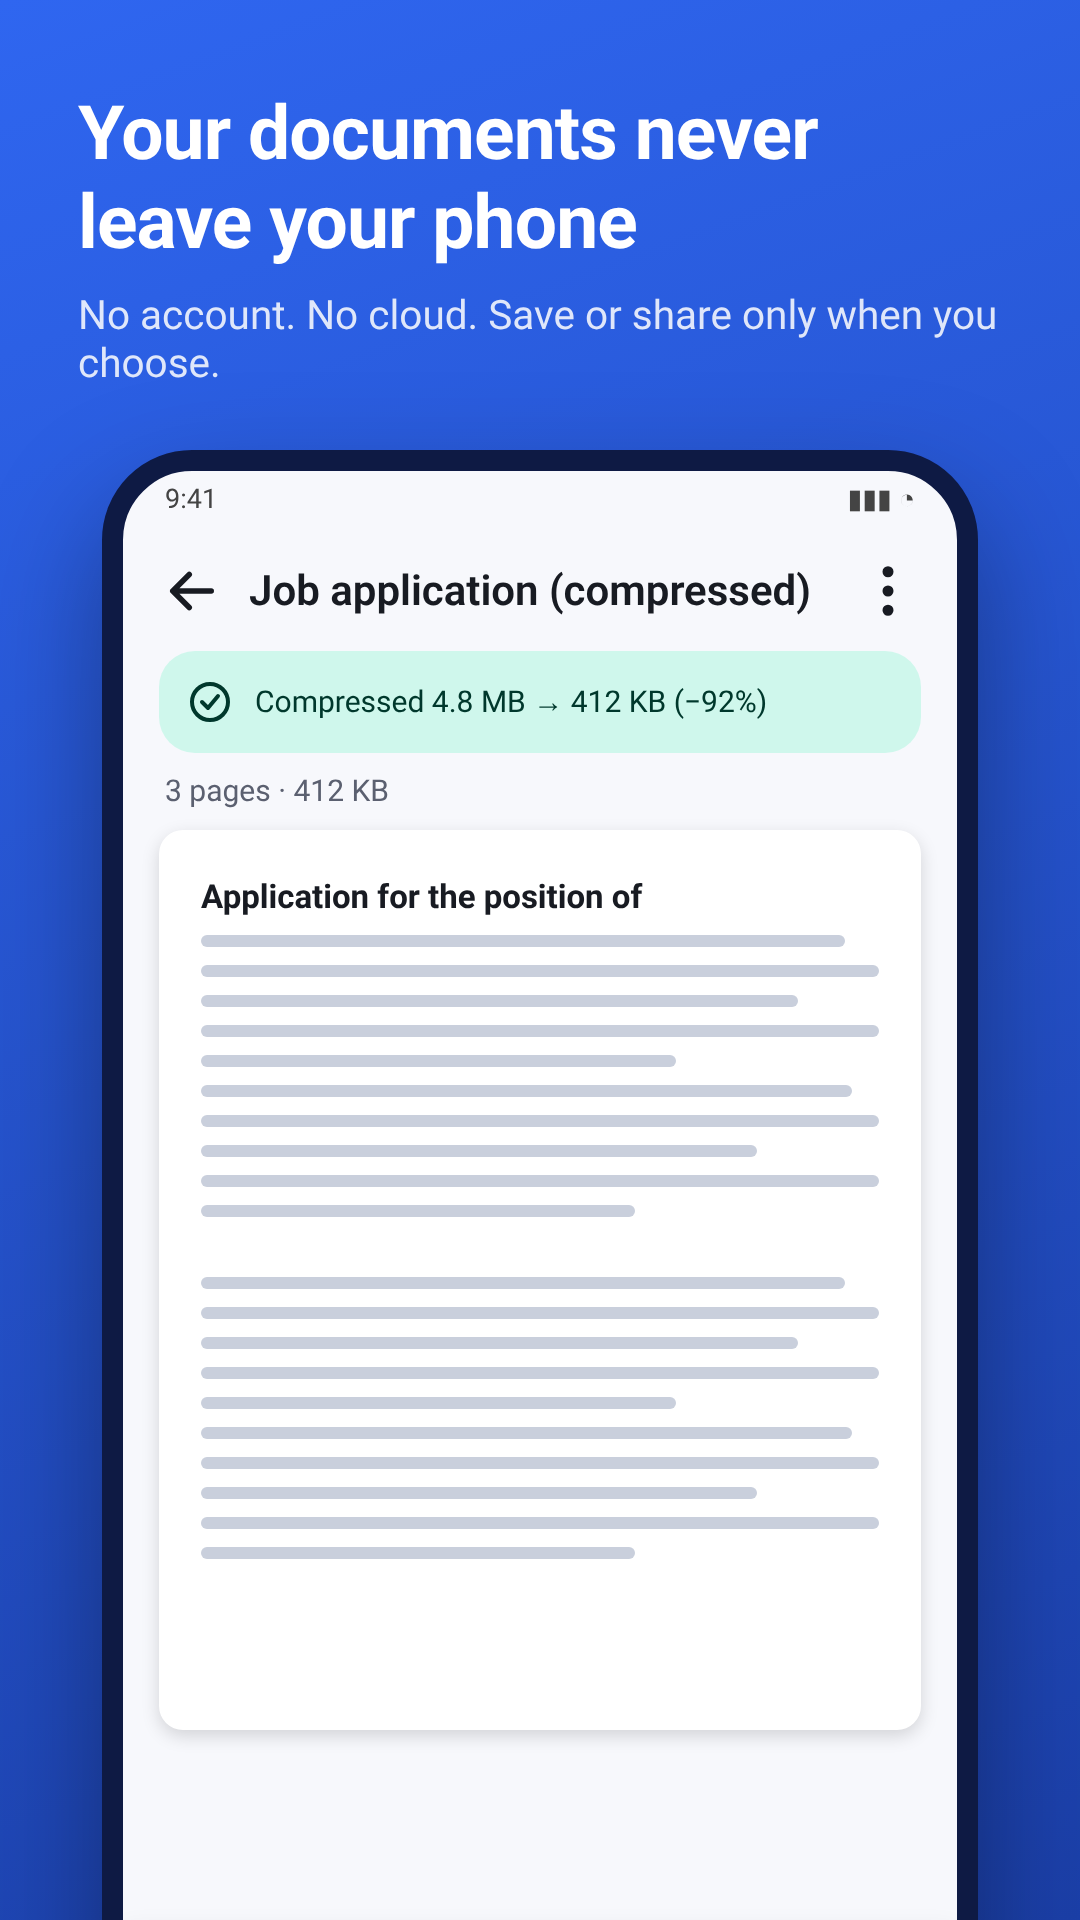 Your documents never
leave your phone
No account. No cloud. Save or share only when you
choose.
9:41
Job application (compressed)
Compressed 4.8 MB → 412 KB (−92%)
3 pages · 412 KB
Application for the position of